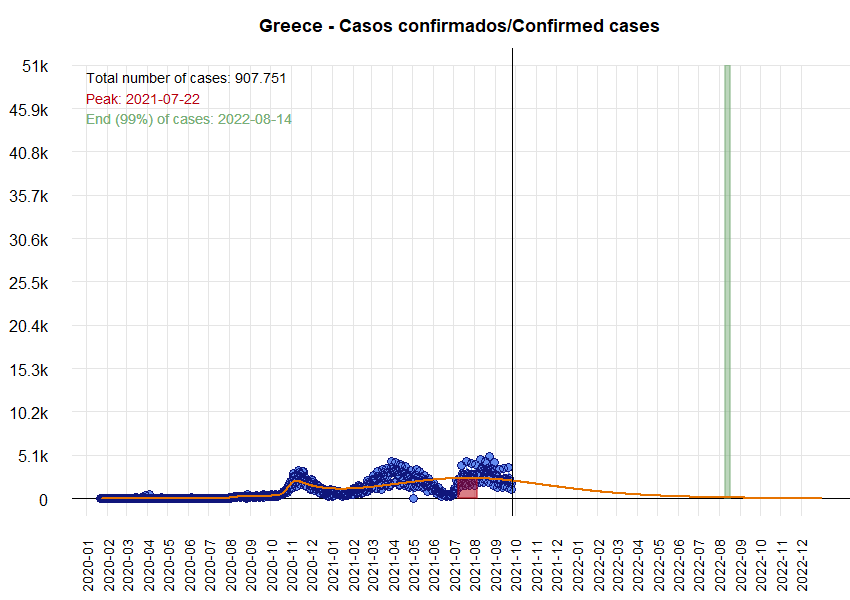 Greece - Casos confirmados/Confirmed cases
51k
Total number of cases: 907.751
Peak: 2021-07-22
45.9k
End (99%) of cases: 2022-08-14
40.8k
35.7k
30.6k
25.5k
20.4k
15.3k
10.2k
5.1k
0
2020-01
2020-02
2020-03
2020-04
2020-05
2020-06
2020-07
2020-08
2020-09
2020-10
2020-11
2020-12
2021-01
2021-02
2021-03
2021-04
2021-05
2021-06
2021-07
2021-08
2021-09
2021-10
2021-11
2021-12
2022-01
2022-02
2022-03
2022-04
2022-05
2022-06
2022-07
2022-08
2022-09
2022-10
2022-11
2022-12